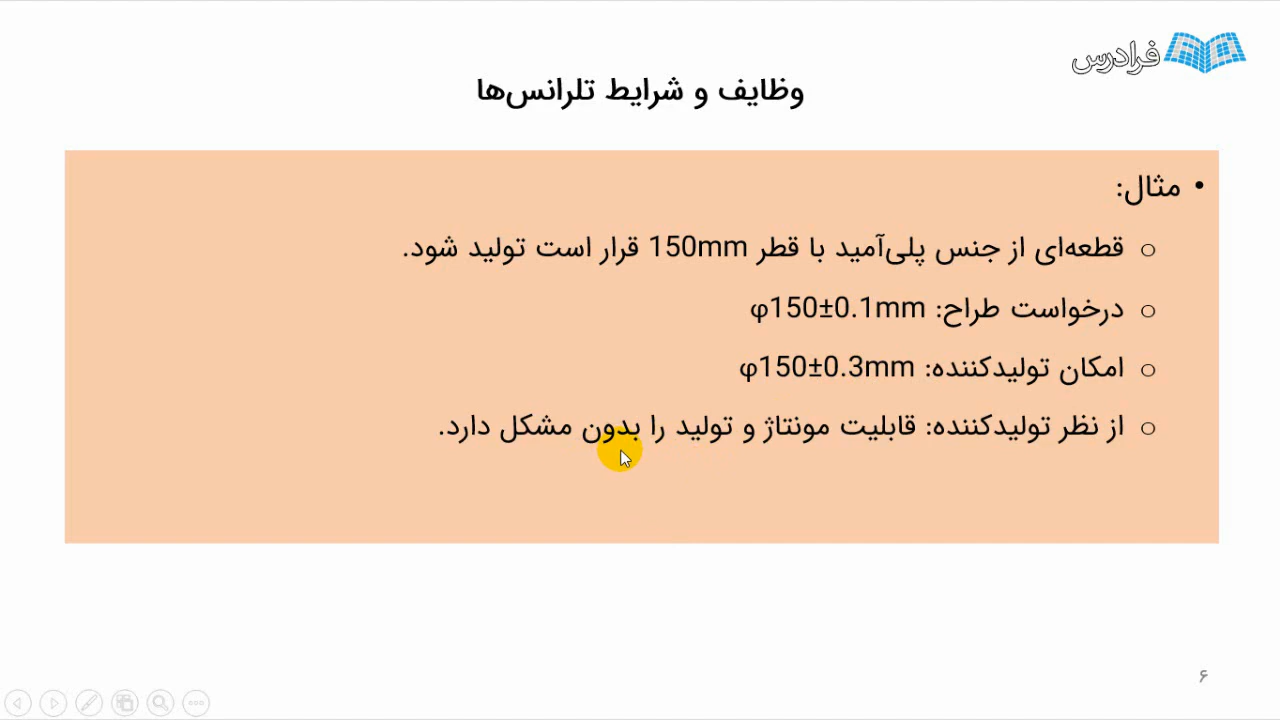 فرادرس
وظایف و شرایط تلرانس‌ها
• مثال:
○ قطعه‌ای از جنس پلی‌آمید با قطر 150mm قرار است تولید شود.
○ درخواست طراح: φ150±0.1mm
○ امکان تولیدکننده: φ150±0.3mm
○ از نظر تولیدکننده: قابلیت مونتاژ و تولید را بدون مشکل دارد.
۶